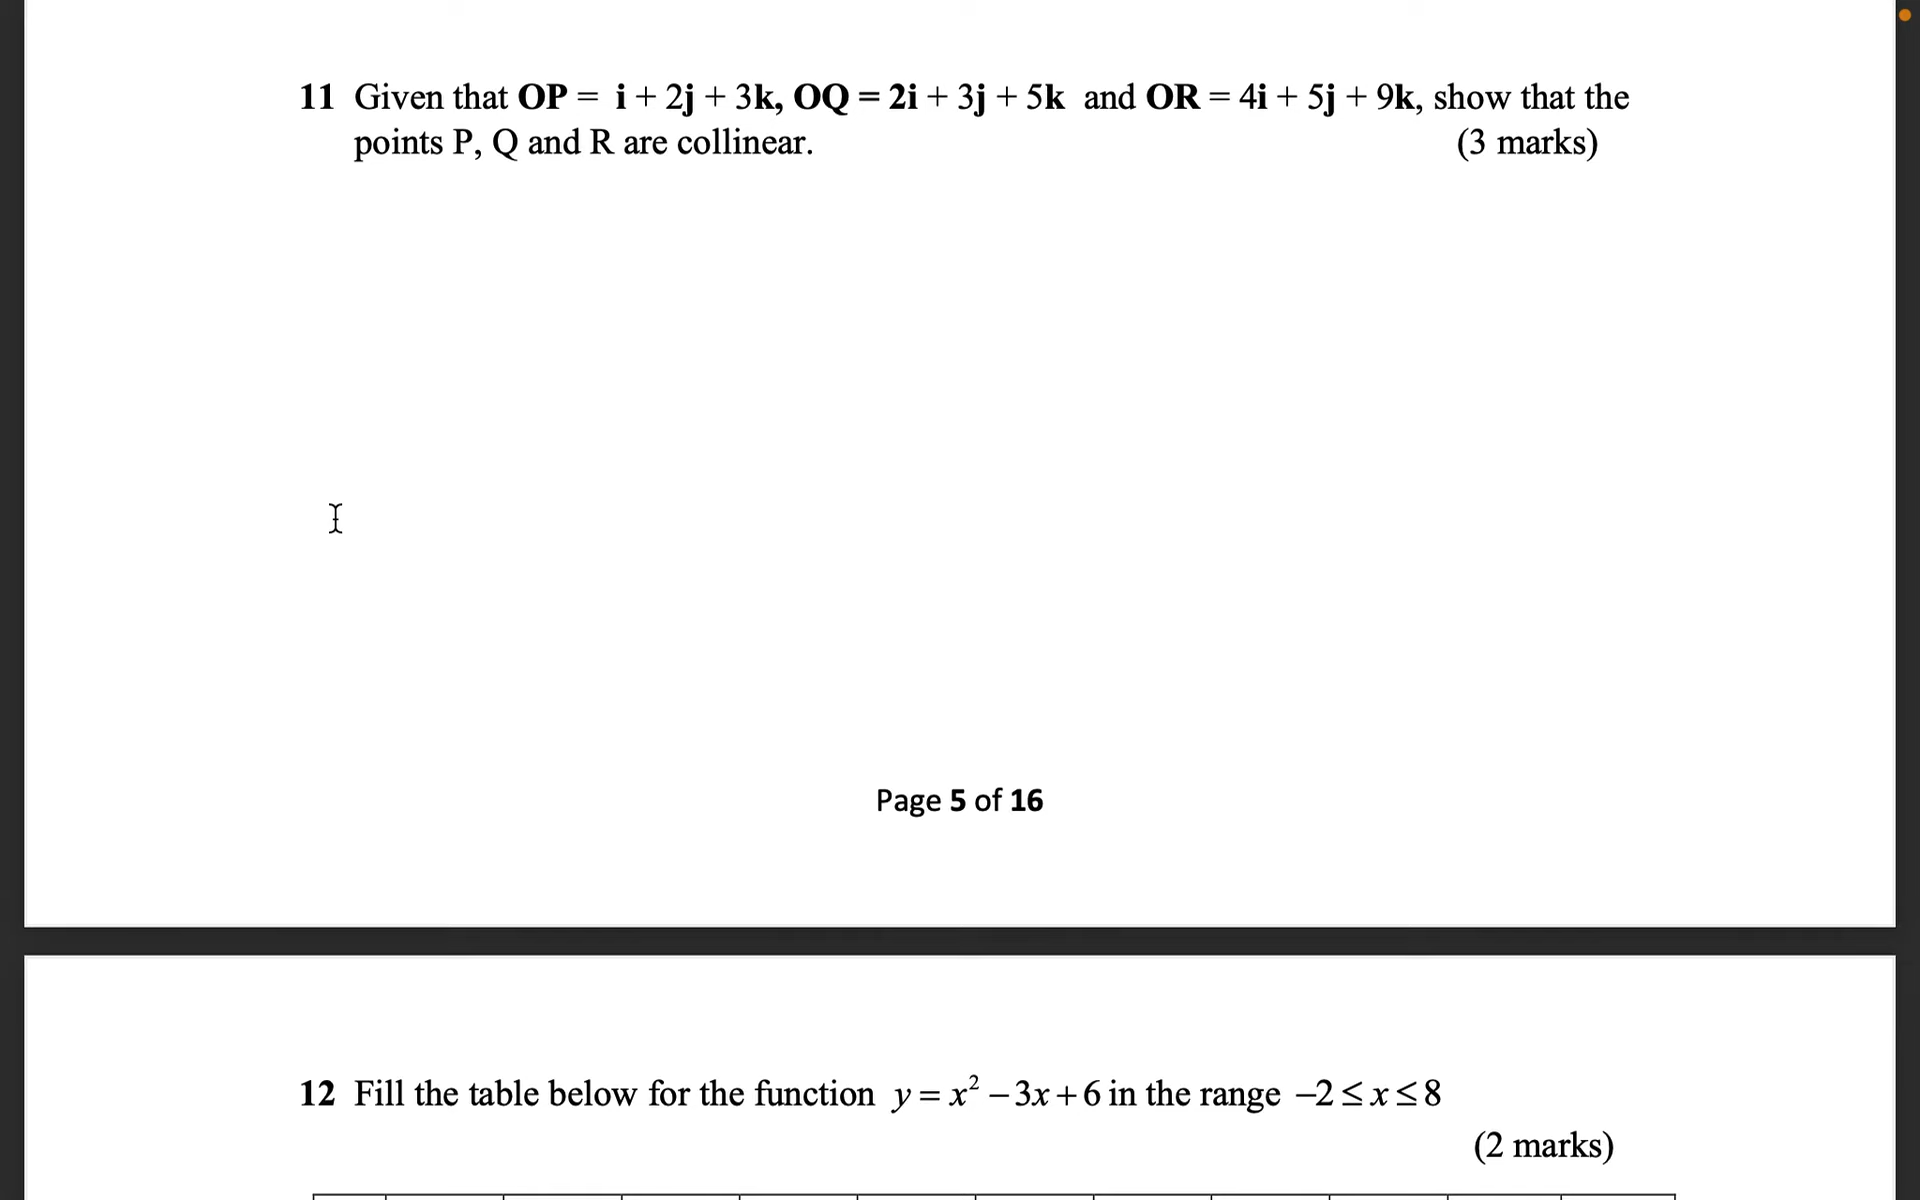 11 Given that OP = i + 2j + 3k, OQ = 2i + 3j + 5k and OR = 4i + 5j + 9k, show that the
points P, Q and R are collinear. (3 marks)
Page 5 of 16
12 Fill the table below for the function y = x² − 3x + 6 in the range −2 ≤ x ≤ 8
(2 marks)